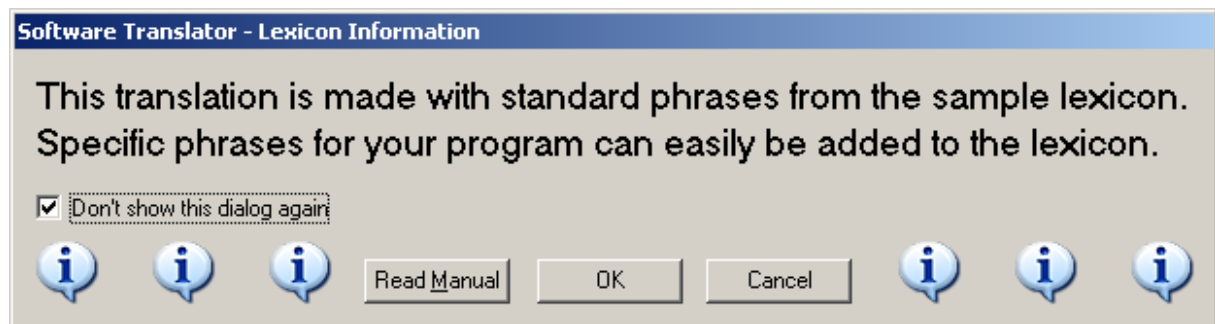 Software Translator - Lexicon Information
This translation is made with standard phrases from the sample lexicon.
Specific phrases for your program can easily be added to the lexicon.
Don't show this dialog again
Read Manual OK Cancel